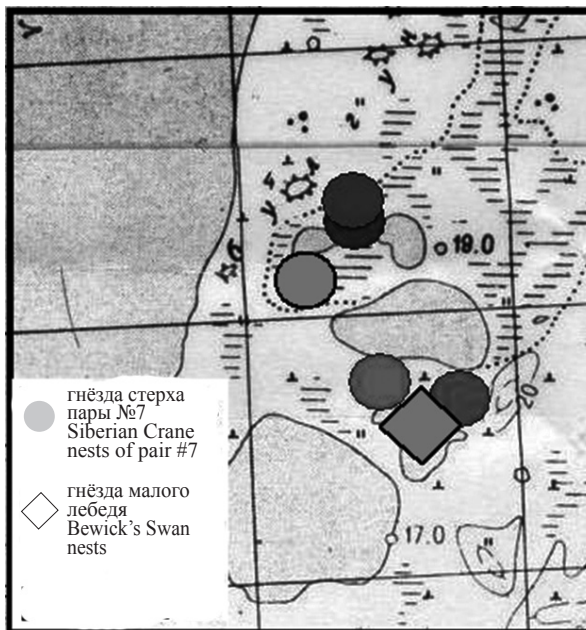 19.0
20
17.0
гнёзда стерха
пары №7
Siberian Crane
nests of pair #7
гнёзда малого
лебедя
Bewick's Swan
nests